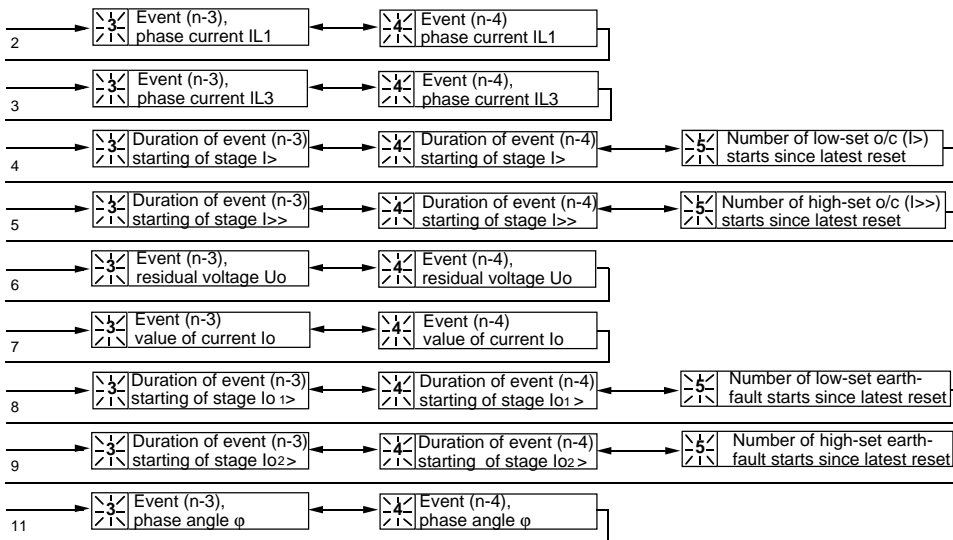 3 Event (n-3), phase current IL1 4 Event (n-4) phase current IL1
2
3 Event (n-3), phase current IL3 4 Event (n-4), phase current IL3
3
3 Duration of event (n-3) starting of stage I> 4 Duration of event (n-4) starting of stage I> 5 Number of low-set o/c (I>) starts since latest reset
4
3 Duration of event (n-3) starting of stage I>> 4 Duration of event (n-4) starting of stage I>> 5 Number of high-set o/c (I>>) starts since latest reset
5
3 Event (n-3), residual voltage Uo 4 Event (n-4), residual voltage Uo
6
3 Event (n-3) value of current Io 4 Event (n-4) value of current Io
7
3 Duration of event (n-3) starting of stage Io 1> 4 Duration of event (n-4) starting of stage Io1 > 5 Number of low-set earth- fault starts since latest reset
8
3 Duration of event (n-3) starting of stage Io2> 4 Duration of event (n-4) starting of stage Io2 > 5 Number of high-set earth- fault starts since latest reset
9
3 Event (n-3), phase angle φ 4 Event (n-4), phase angle φ
11